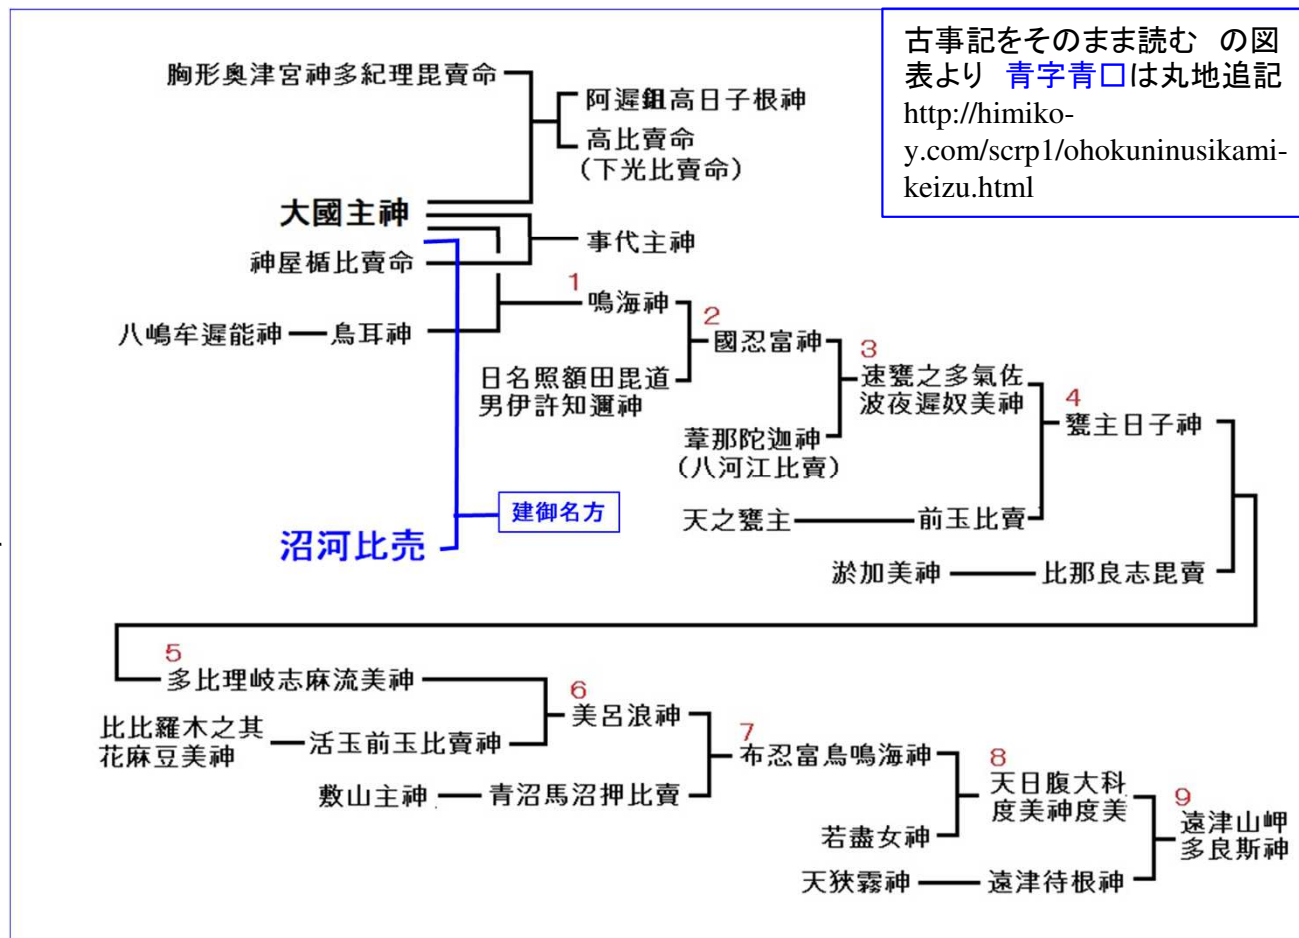 古事記をそのまま読む の図
表より 青字青□は丸地追記
http://himiko-
y.com/scrp1/ohokuninusikami-
keizu.html
胸形奥津宮神多紀理毘賣命
阿遲鉏高日子根神
高比賣命
(下光比賣命)
大國主神
事代主神
神屋楯比賣命
1
鳴海神
八嶋牟遲能神
鳥耳神
2
國忍富神
日名照額田毘道
男伊許知邇神
3
速甕之多氣佐
波夜遲奴美神
葦那陀迦神
(八河江比賣)
4
甕主日子神
天之甕主
前玉比賣
建御名方
沼河比売
淤加美神
比那良志毘賣
5
多比理岐志麻流美神
比比羅木之其
花麻豆美神
活玉前玉比賣神
6
美呂浪神
敷山主神
青沼馬沼押比賣
7
布忍富鳥鳴海神
若盡女神
8
天日腹大科
度美神度美
天狹霧神
遠津待根神
9
遠津山岬
多良斯神